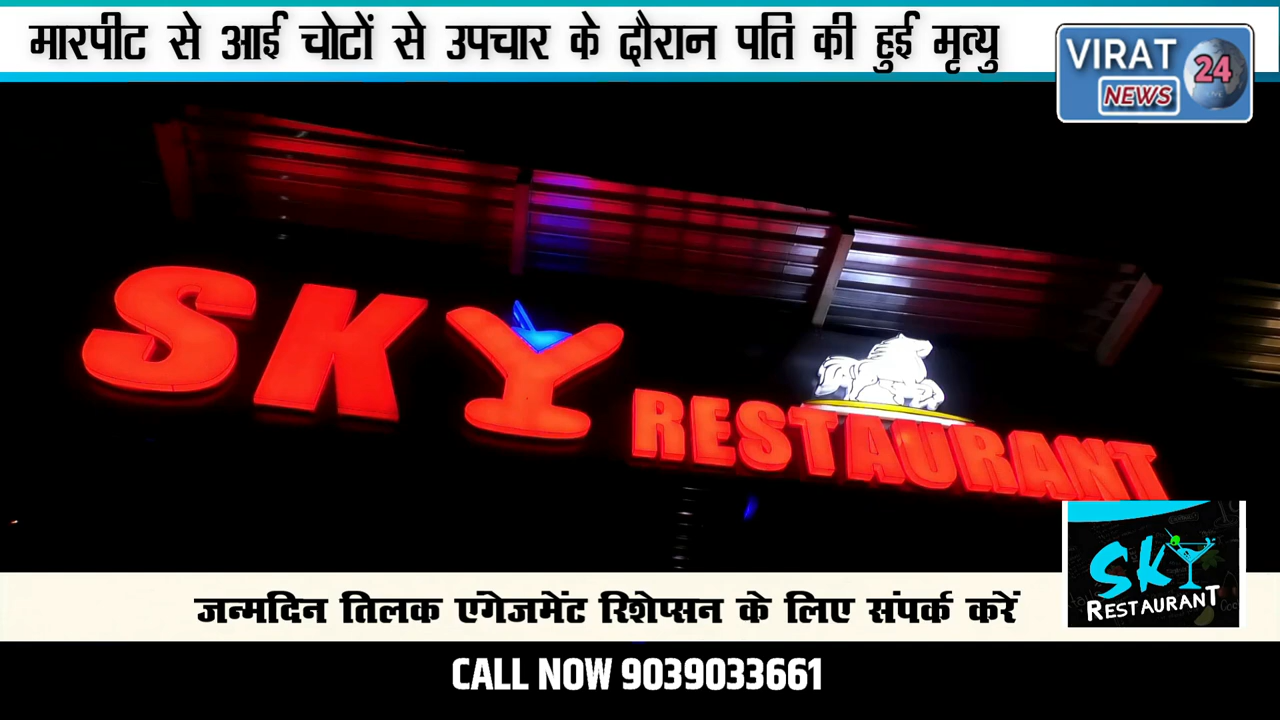 मारपीट से आई चोटों से उपचार के दौरान पति की हुई मृत्यु
VIRAT
24
NEWS
SKY RESTAURANT
SKY
RESTAURANT
जन्मदिन तिलक एंगेजमेंट रिशेप्सन के लिए संपर्क करें
CALL NOW 9039033661